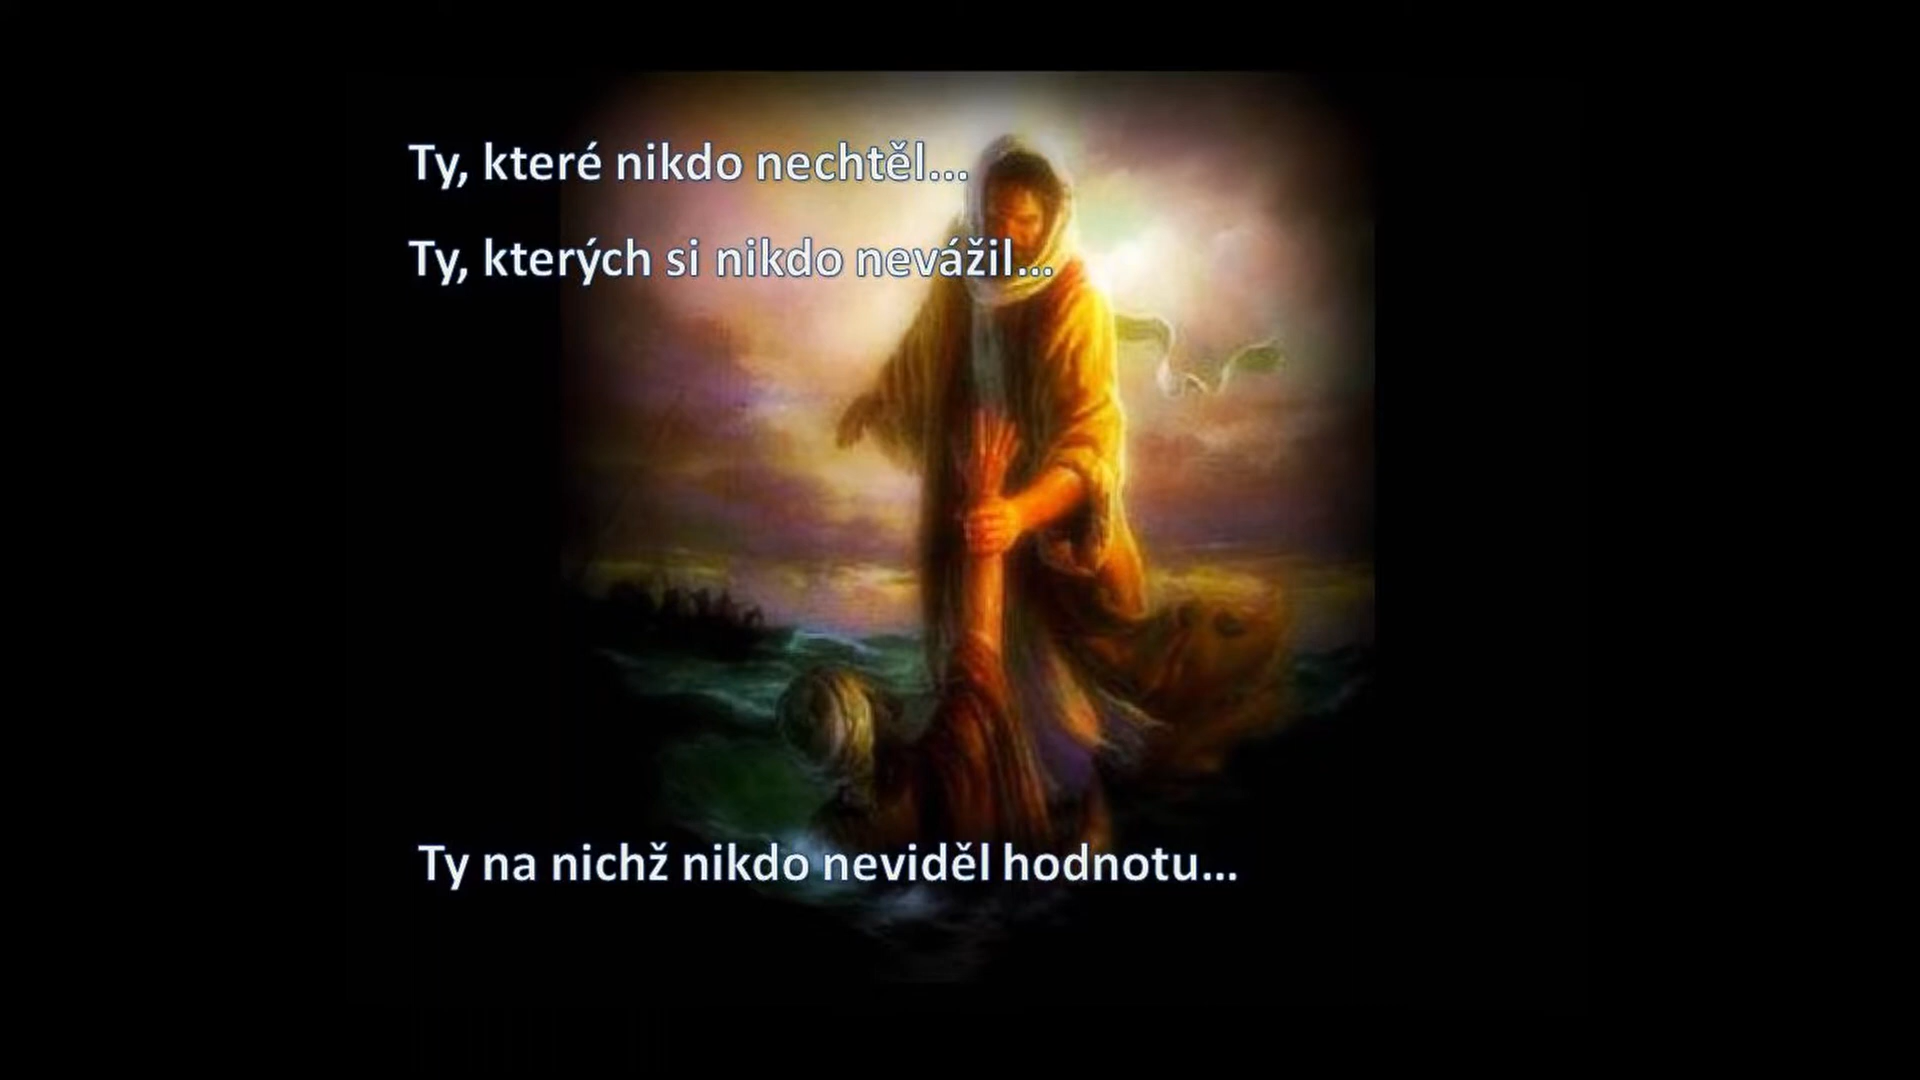 Ty, které nikdo nechtěl...
Ty, kterých si nikdo nevážil...
Ty na nichž nikdo neviděl hodnotu...